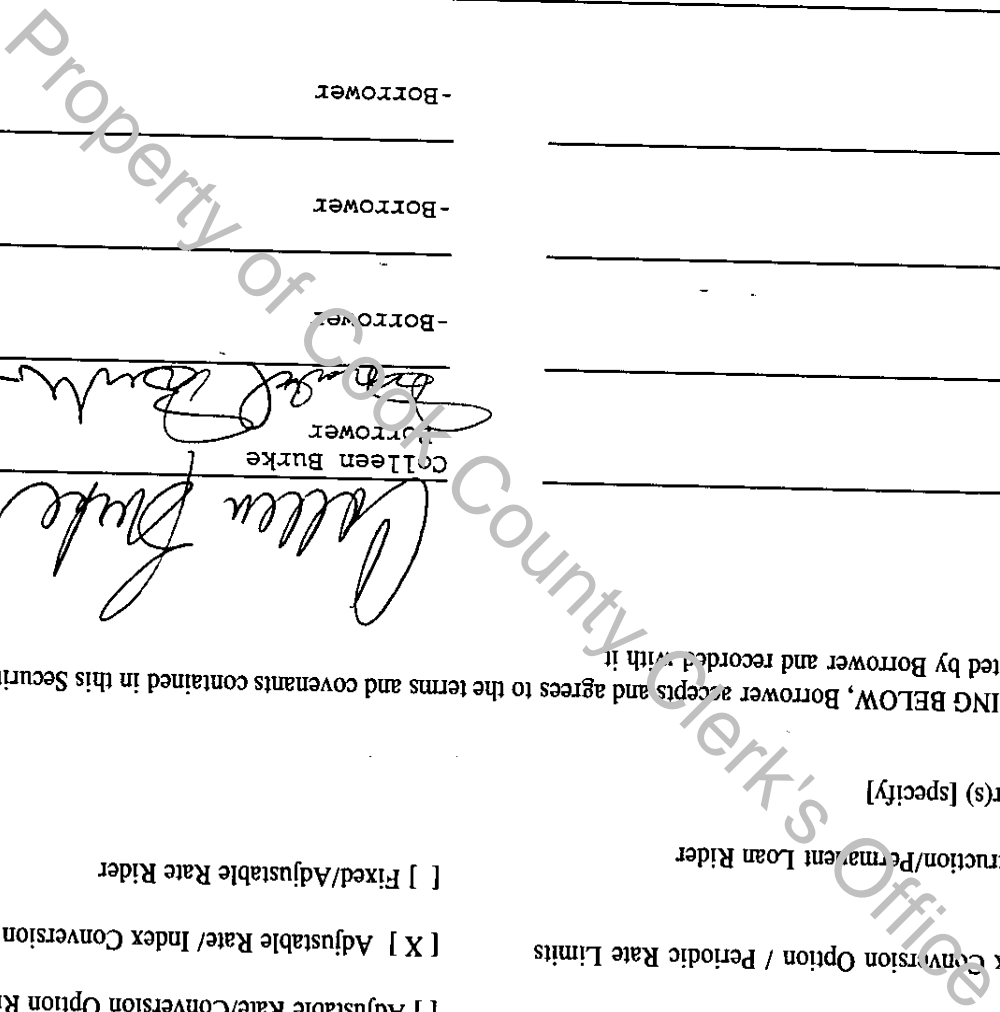 [ ] Adjustable Rate/Conversion Option Ri
x Conversion Option / Periodic Rate Limits
[ X ] Adjustable Rate/ Index Conversion
ruction/Permanent Loan Rider
[ ] Fixed/Adjustable Rate Rider
r(s) [specify]
ING BELOW, Borrower accepts and agrees to the terms and covenants contained in this Securi
ted by Borrower and recorded with it
Colleen Burke
Colleen Burke
Borrower
-Borrower
-Borrower
-Borrower
Property of Cook County Clerk's Office